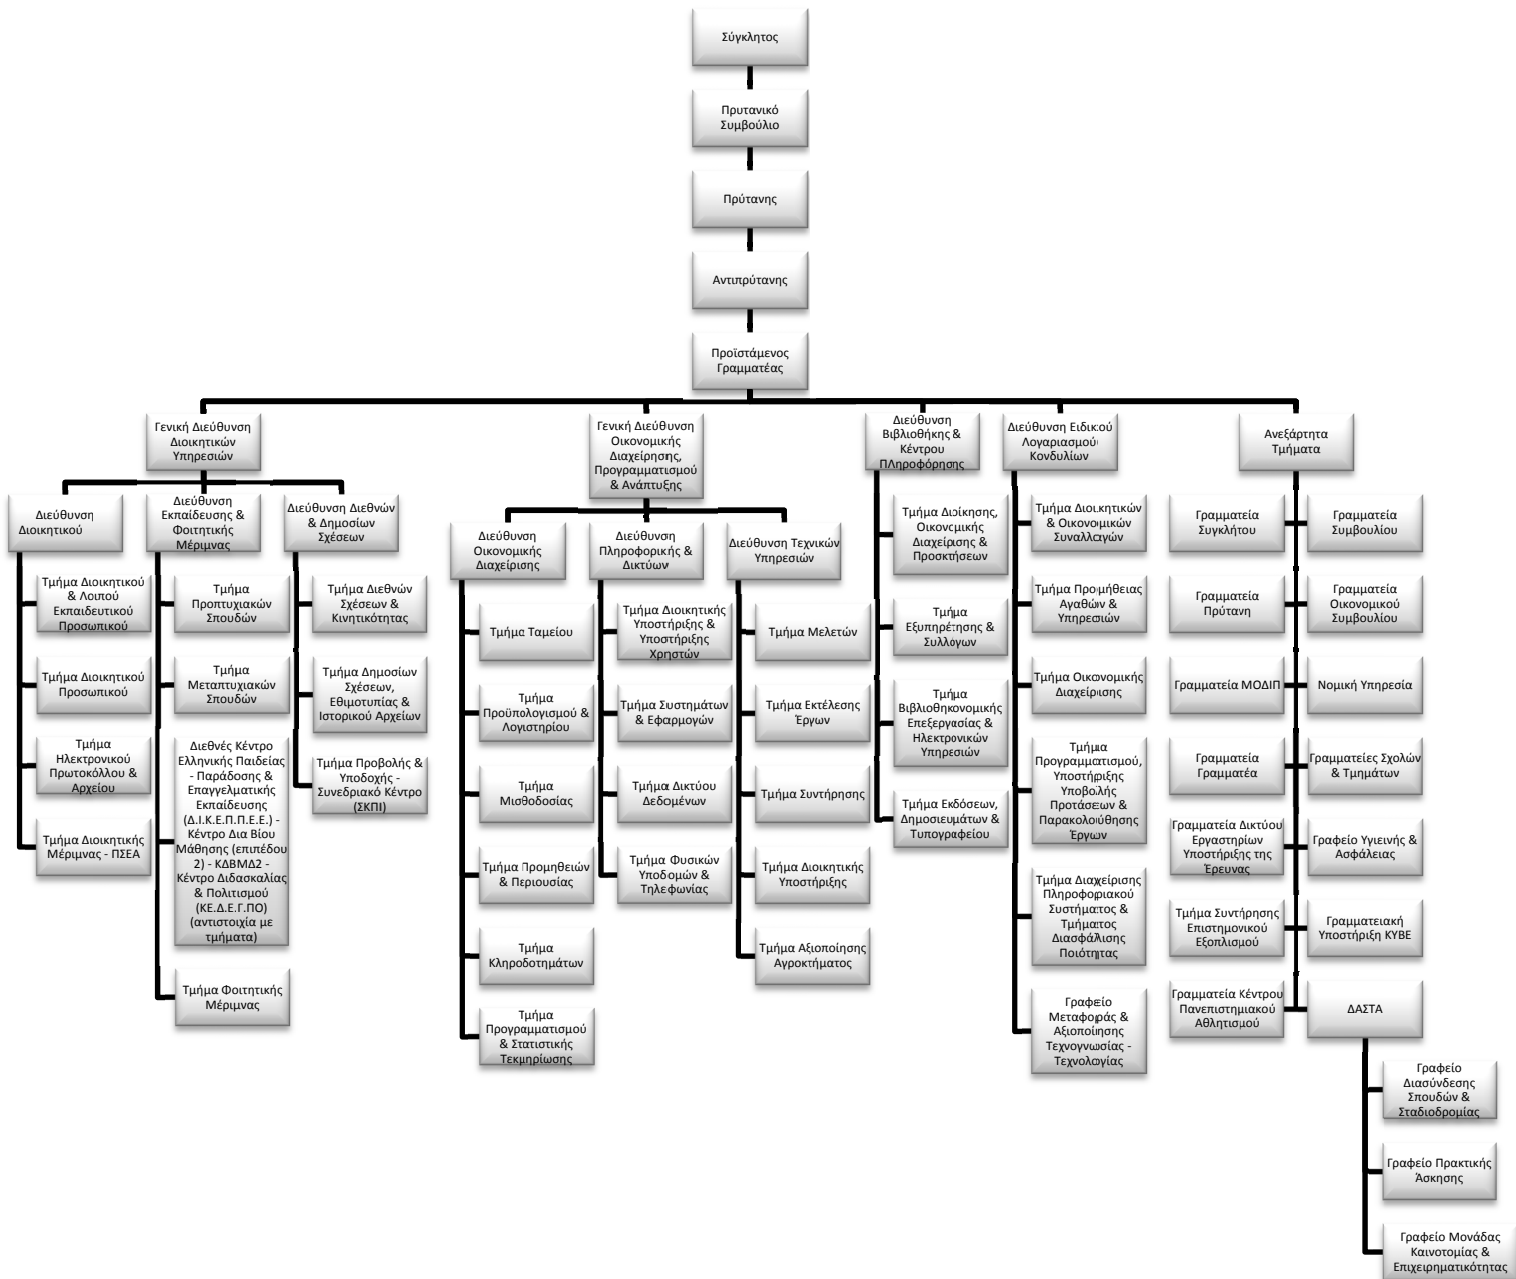 Σύγκλητος
Πρυτανικό
Συμβούλιο
Πρύτανης
Αντιπρύτανης
Προϊστάμενος
Γραμματέας
Γενική Διεύθυνση
Διοικητικών
Υπηρεσιών
Διεύθυνση
Διοικητικού
Τμήμα Διοικητικού
& Λοιπού
Εκπαιδευτικού
Προσωπικού
Τμήμα Διοικητικού
Προσωπικού
Τμήμα
Ηλεκτρονικού
Πρωτοκόλλου &
Αρχείου
Τμήμα Διοικητικής
Μέριμνας - ΠΣΕΑ
Διεύθυνση
Εκπαίδευσης &
Φοιτητικής
Μέριμνας
Τμήμα
Προπτυχιακών
Σπουδών
Τμήμα
Μεταπτυχιακών
Σπουδών
Διεθνές Κέντρο
Ελληνικής Παιδείας
- Παράδοσης &
Επαγγελματικής
Εκπαίδευσης
(Δ.Ι.Κ.Ε.Π.Π.Ε.Ε.) -
Κέντρο Δια Βίου
Μάθησης (επιπέδου
2) - ΚΔΒΜΔ2 -
Κέντρο Διδασκαλίας
& Πολιτισμού
(ΚΕ.Δ.Ε.Γ.ΠΟ)
(αντιστοιχία με
τμήματα)
Τμήμα Φοιτητικής
Μέριμνας
Διεύθυνση Διεθνών
& Δημοσίων
Σχέσεων
Τμήμα Διεθνών
Σχέσεων &
Κινητικότητας
Τμήμα Δημοσίων
Σχέσεων,
Εθιμοτυπίας &
Ιστορικού Αρχείων
Τμήμα Προβολής &
Υποδοχής -
Συνεδριακό Κέντρο
(ΣΚΠΙ)
Γενική Διεύθυνση
Οικονομικής
Διαχείρισης,
Προγραμματισμού
& Ανάπτυξης
Διεύθυνση
Οικονομικής
Διαχείρισης
Τμήμα Ταμείου
Τμήμα
Προϋπολογισμού &
Λογιστηρίου
Τμήμα
Μισθοδοσίας
Τμήμα Προμηθειών
& Περιουσίας
Τμήμα
Κληροδοτημάτων
Τμήμα
Προγραμματισμού
& Στατιστικής
Τεκμηρίωσης
Διεύθυνση
Πληροφορικής &
Δικτύων
Τμήμα Διοικητικής
Υποστήριξης &
Υποστήριξης
Χρηστών
Τμήμα Συστημάτων
& Εφαρμογών
Τμήμα Δικτύου
Δεδομένων
Τμήμα Φυσικών
Υποδομών &
Τηλεφωνίας
Διεύθυνση Τεχνικών
Υπηρεσιών
Τμήμα Μελετών
Τμήμα Εκτέλεσης
Έργων
Τμήμα Συντήρησης
Τμήμα Διοικητικής
Υποστήριξης
Τμήμα Αξιοποίησης
Αγροκτήματος
Διεύθυνση
Βιβλιοθήκης &
Κέντρου
ΠΛηροφόρησης
Τμήμα Διοίκησης,
Οικονομικής
Διαχείρισης &
Προσκτήσεων
Τμήμα
Εξυπηρέτησης &
Συλλογων
Τμήμα
Βιβλιοθηκονομικής
Επεξεργασίας &
Ηλεκτρονικών
Υπηρεσιών
Τμήμα Εκδόσεων,
Δημοσιευμάτων &
Τυπογραφείου
Διεύθυνση Ειδικού
Λογαριασμού
Κονδυλίων
Τμήμα Διοικητικών
& Οικονομικών
Συναλλαγών
Τμήμα Προμήθειας
Αγαθών &
Υπηρεσιών
Τμήμα Οικονομικής
Διαχείρισης
Τμήμα
Προγραμματισμού,
Υποστήριξης
Υποβολής
Προτάσεων &
Παρακολούθησης
Έργων
Τμήμα Διαχείρισης
Πληροφοριακού
Συστήματος &
Τμήματος
Διασφάλισης
Ποιότητας
Γραφείο
Μεταφοράς &
Αξιοποίησης
Τεχνογνωσίας -
Τεχνολογίας
Ανεξάρτητα
Τμήματα
Γραμματεία
Συγκλήτου
Γραμματεία
Συμβουλίου
Γραμματεία
Πρύτανη
Γραμματεία
Οικονομικού
Συμβουλίου
Γραμματεία ΜΟΔΙΠ
Νομική Υπηρεσία
Γραμματεία
Γραμματέα
Γραμματείες Σχολών
& Τμημάτων
Γραμματεία Δικτύου
Εργαστηρίων
Υποστήριξης της
Έρευνας
Γραφείο Υγιεινής &
Ασφάλειας
Τμήμα Συντήρησης
Επιστημονικού
Εξοπλισμού
Γραμματειακή
Υποστήριξη ΚΥΒΕ
Γραμματεία Κέντρου
Πανεπιστημιακού
Αθλητισμού
ΔΑΣΤΑ
Γραφείο
Διασύνδεσης
Σπουδών &
Σταδιοδρομίας
Γραφείο Πρακτικής
Άσκησης
Γραφείο Μονάδας
Καινοτομίας &
Επιχειρηματικότητας